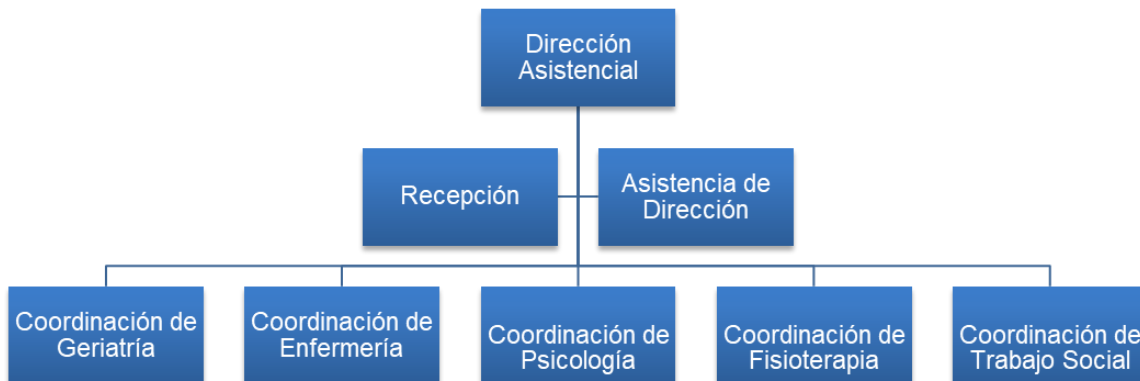 Dirección
Asistencial
Recepción
Asistencia de
Dirección
Coordinación de
Geriatría
Coordinación de
Enfermería
Coordinación de
Psicología
Coordinación de
Fisioterapia
Coordinación de
Trabajo Social